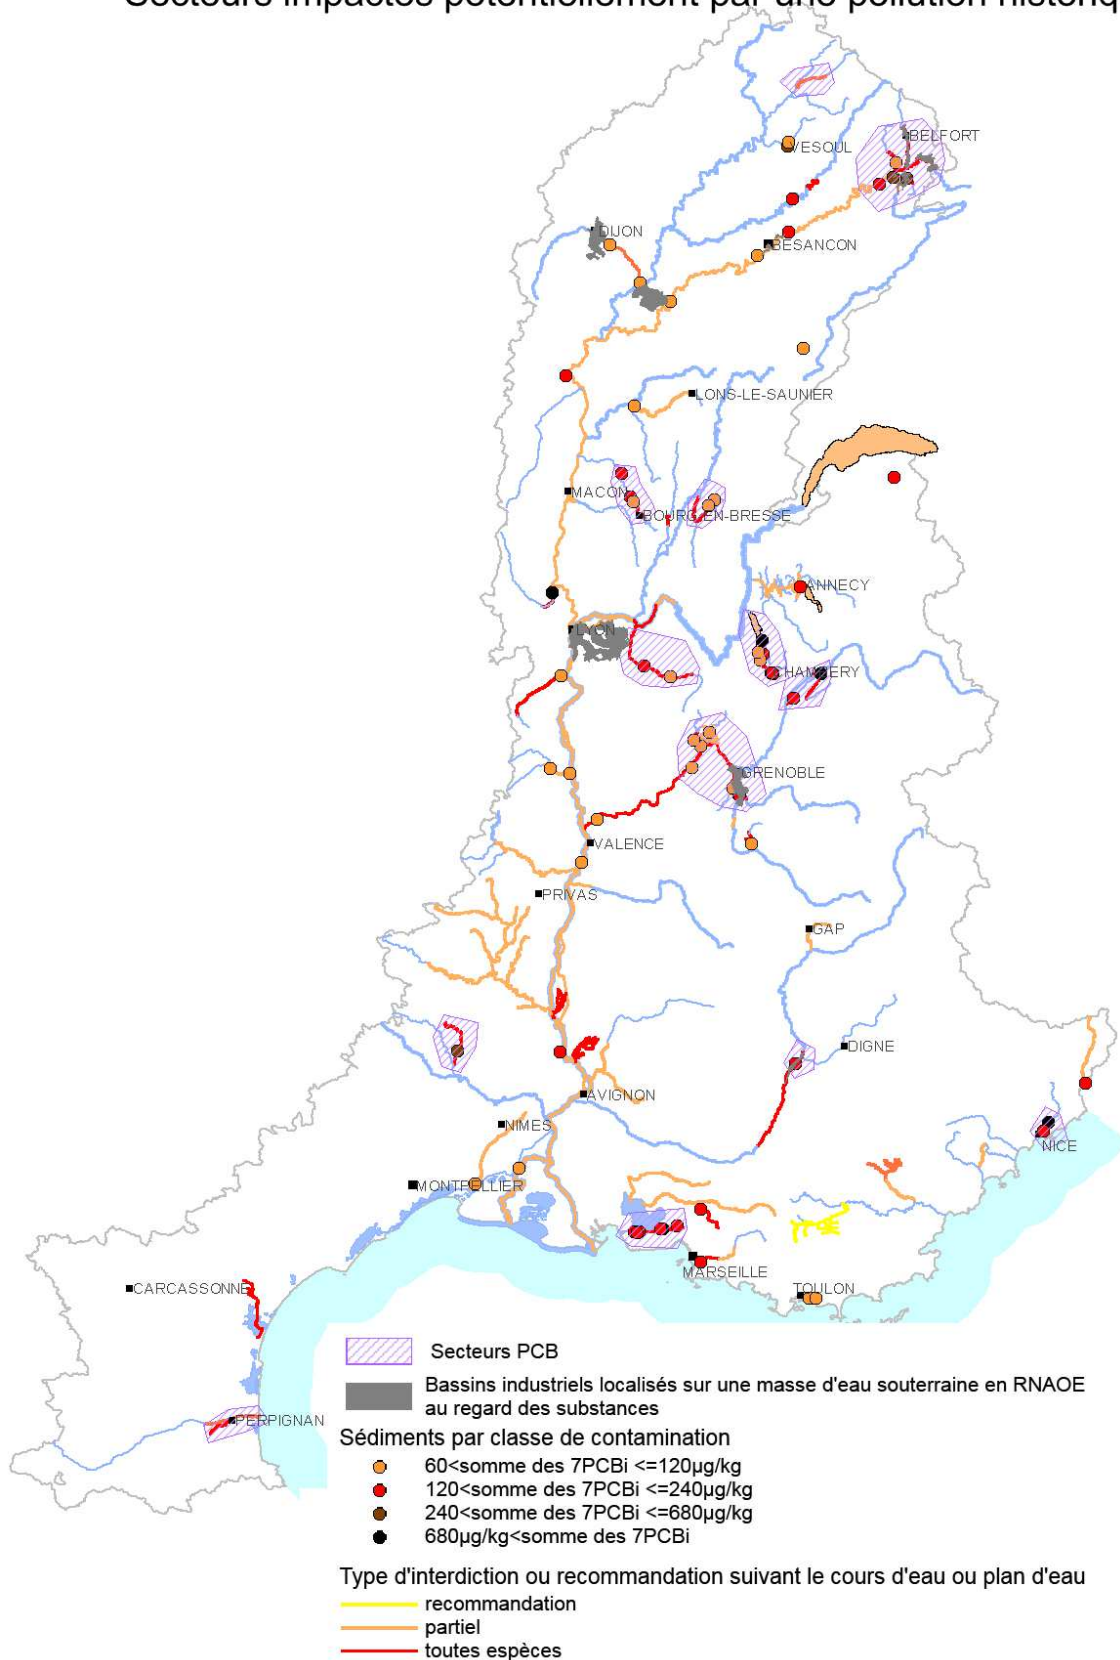 Secteurs impactés potentiellement par une pollution historiq
BELFORT
VESOUL
DIJON
BESANCON
LONS-LE-SAUNIER
MACON
BOURG-EN-BRESSE
ANNECY
LYON
CHAMBERY
GRENOBLE
VALENCE
PRIVAS
GAP
DIGNE
AVIGNON
NIMES
NICE
MONTPELLIER
MARSEILLE
CARCASSONNE
TOULON
PERPIGNAN
Secteurs PCB
Bassins industriels localisés sur une masse d'eau souterraine en RNAOE
au regard des substances
Sédiments par classe de contamination
60<somme des 7PCBi <=120µg/kg
120<somme des 7PCBi <=240µg/kg
240<somme des 7PCBi <=680µg/kg
680µg/kg<somme des 7PCBi
Type d'interdiction ou recommandation suivant le cours d'eau ou plan d'eau
recommandation
partiel
toutes espèces